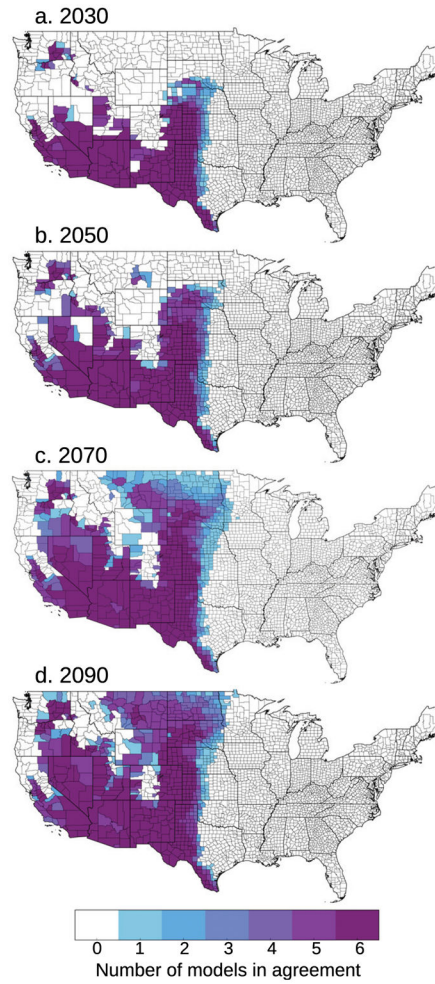 a. 2030
b. 2050
c. 2070
d. 2090
0 1 2 3 4 5 6
Number of models in agreement